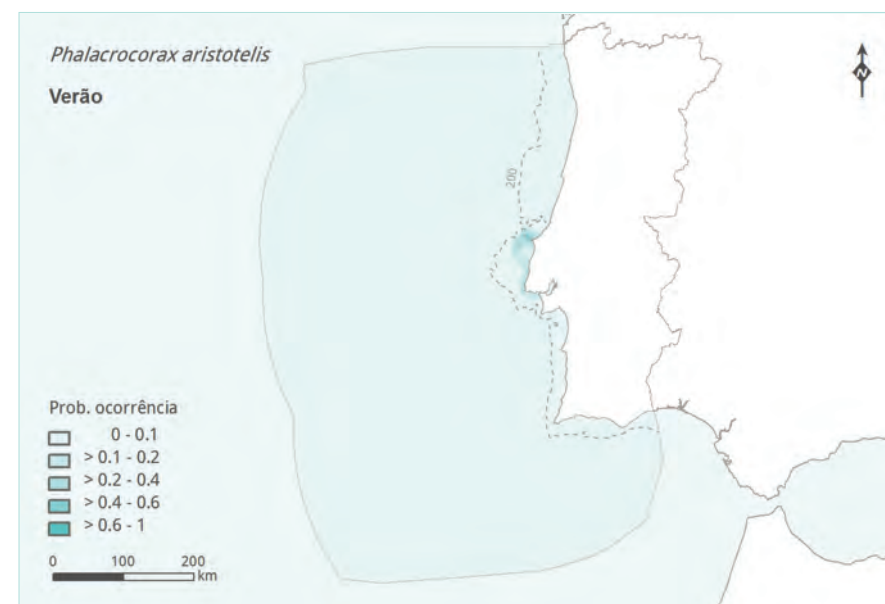 Phalacrocorax aristotelis
Verão
N
200
Prob. ocorrência
0 - 0.1
> 0.1 - 0.2
> 0.2 - 0.4
> 0.4 - 0.6
> 0.6 - 1
0 100 200
km